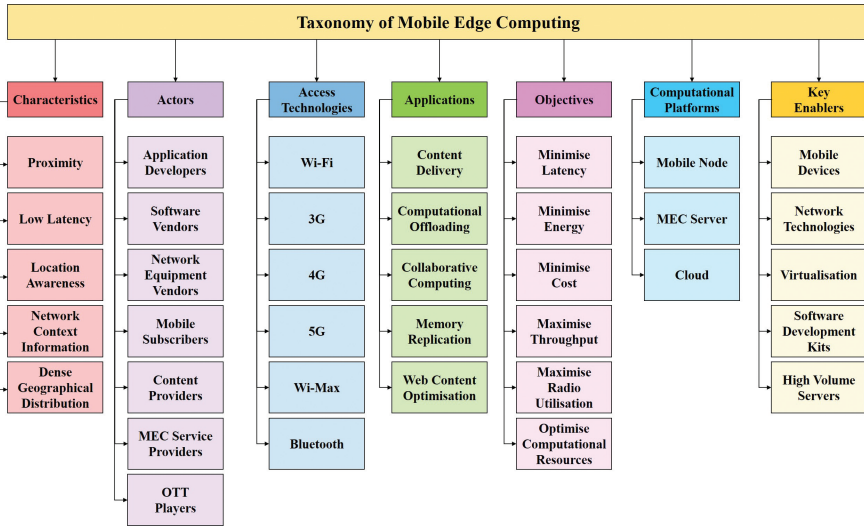 Taxonomy of Mobile Edge Computing
Characteristics
Proximity
Low Latency
Location
Awareness
Network
Context
Information
Dense
Geographical
Distribution
Actors
Application
Developers
Software
Vendors
Network
Equipment
Vendors
Mobile
Subscribers
Content
Providers
MEC Service
Providers
OTT
Players
Access
Technologies
Wi-Fi
3G
4G
5G
Wi-Max
Bluetooth
Applications
Content
Delivery
Computational
Offloading
Collaborative
Computing
Memory
Replication
Web Content
Optimisation
Objectives
Minimise
Latency
Minimise
Energy
Minimise
Cost
Maximise
Throughput
Maximise
Radio
Utilisation
Optimise
Computational
Resources
Computational
Platforms
Mobile Node
MEC Server
Cloud
Key
Enablers
Mobile
Devices
Network
Technologies
Virtualisation
Software
Development
Kits
High Volume
Servers